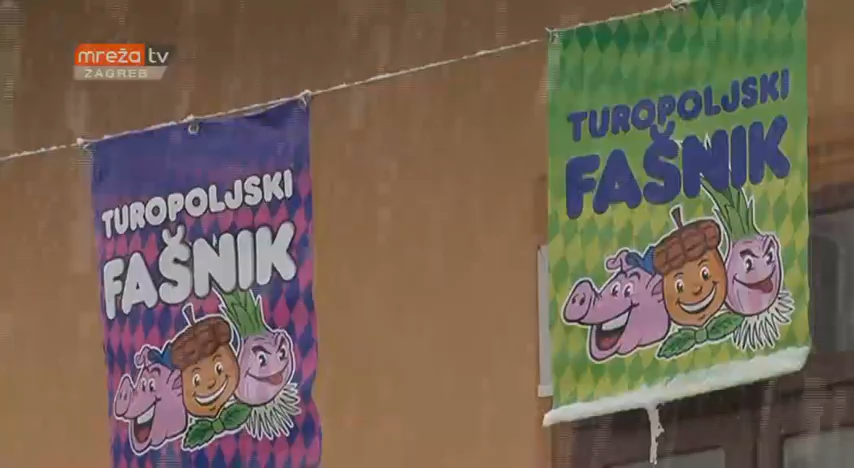 mreža tv
ZAGREB
TUROPOLJSKI
FAŠNIK
TUROPOLJSKI
FAŠNIK